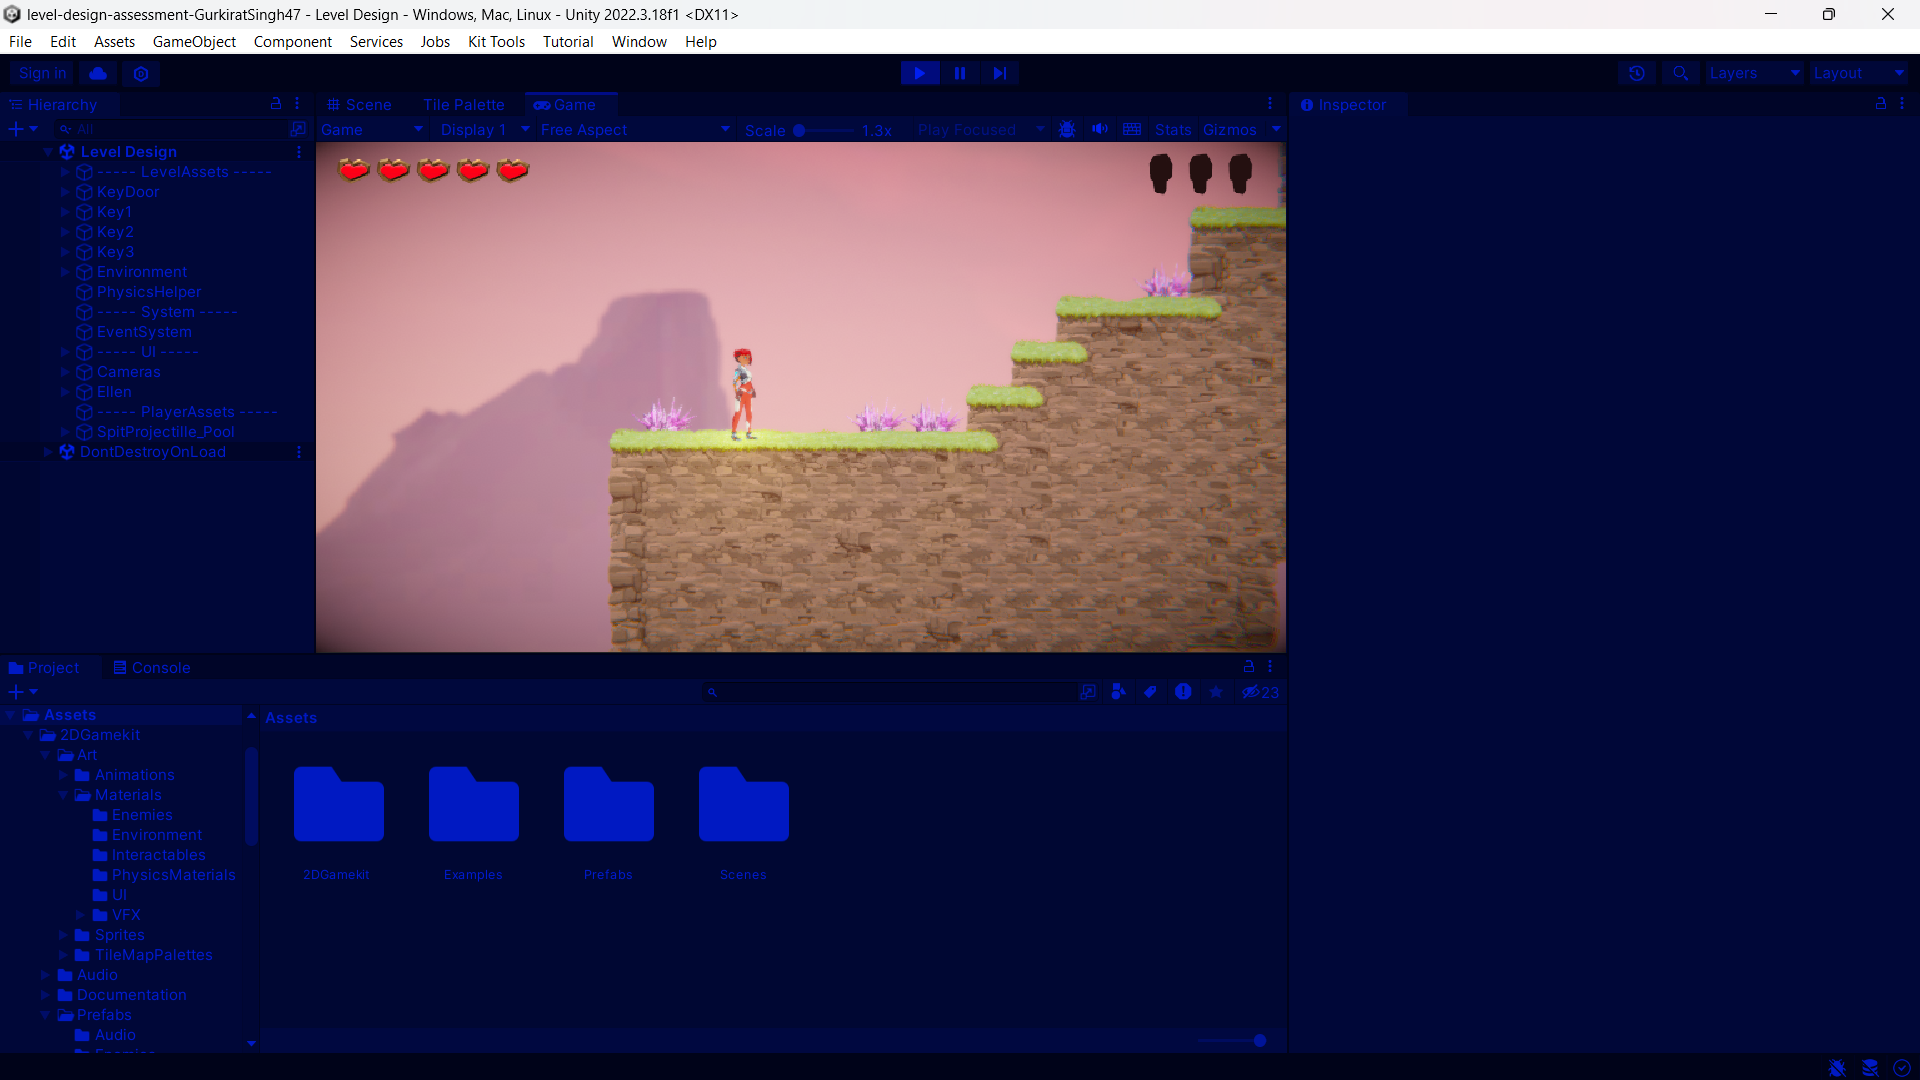 level-design-assessment-GurkiratSingh47 - Level Design - Windows, Mac, Linux - Unity 2022.3.18f1 <DX11>
File Edit Assets GameObject Component Services Jobs Kit Tools Tutorial Window Help
Sign in
Layers
Layout
Hierarchy
All
Level Design
----- LevelAssets -----
KeyDoor
Key1
Key2
Key3
Environment
PhysicsHelper
----- System -----
EventSystem
----- UI -----
Cameras
Ellen
----- PlayerAssets -----
SpitProjectille_Pool
DontDestroyOnLoad
Scene Tile Palette Game
Game Display 1 Free Aspect Scale 1.3x Play Focused Stats Gizmos
Inspector
Project Console
23
Assets
2DGamekit
Art
Animations
Materials
Enemies
Environment
Interactables
PhysicsMaterials
UI
VFX
Sprites
TileMapPalettes
Audio
Documentation
Prefabs
Audio
Enemies
Assets
2DGamekit Examples Prefabs Scenes